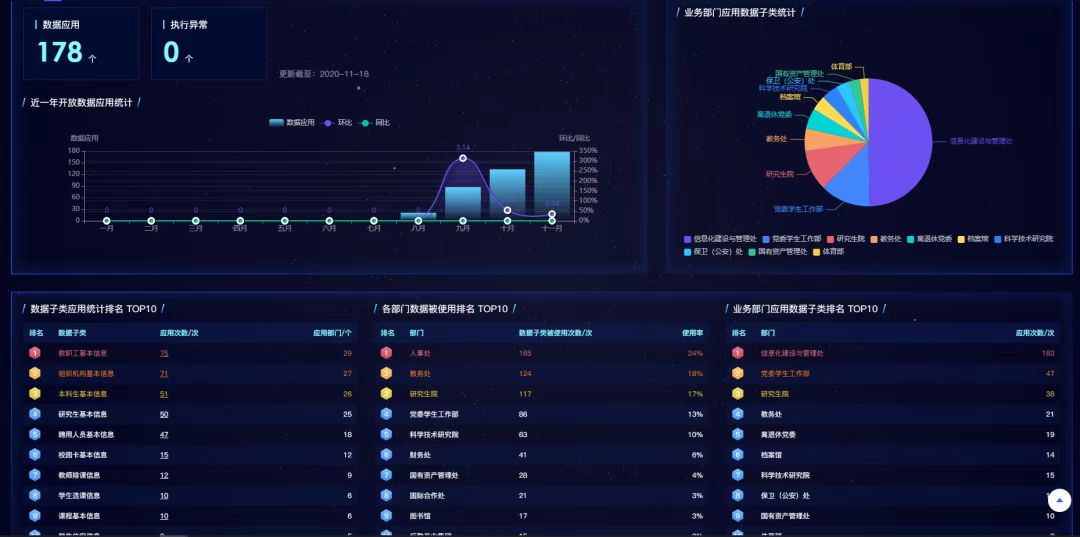 数据应用
178 个
执行异常
0 个
更新截至：2020-11-18
近一年开放数据应用统计
数据应用 环比 同比
数据应用 环比/同比
180 150 120 90 60 30 0
350% 300% 250% 200% 150% 100% 50% 0%
0 0 0 0 0 0 0 3.14 0.34
一月 二月 三月 四月 五月 六月 七月 八月 九月 十月 十一月
业务部门应用数据子类统计
体育部
国有资产管理处
保卫（公安）处
科学技术研究院
档案馆
离退休党委
教务处
研究生院
党委学生工作部
信息化建设与管理处
信息化建设与管理处 党委学生工作部 研究生院 教务处 离退休党委 档案馆 科学技术研究院
保卫（公安）处 国有资产管理处 体育部
数据子类应用统计排名 TOP10
排名 数据子类 应用次数/次 应用部门/个
1 教职工基本信息 75 29
2 组织机构基本信息 71 27
3 本科生基本信息 51 26
4 研究生基本信息 50 25
5 聘用人员基本信息 47 18
6 校园卡基本信息 15 12
7 教师排课信息 12 9
8 学生选课信息 10 6
9 课程基本信息 10 6
各部门数据被使用排名 TOP10
排名 部门 数据子类被使用次数/次 使用率
1 人事处 165 24%
2 教务处 124 18%
3 研究生院 117 17%
4 党委学生工作部 86 13%
5 科学技术研究院 63 10%
6 财务处 41 6%
7 国有资产管理处 28 4%
8 国际合作处 21 3%
9 图书馆 17 3%
业务部门应用数据子类排名 TOP10
排名 部门 应用次数/次
1 信息化建设与管理处 183
2 党委学生工作部 47
3 研究生院 38
4 教务处 21
5 离退休党委 19
6 档案馆 14
7 科学技术研究院 15
8 保卫（公安）处
9 国有资产管理处 10